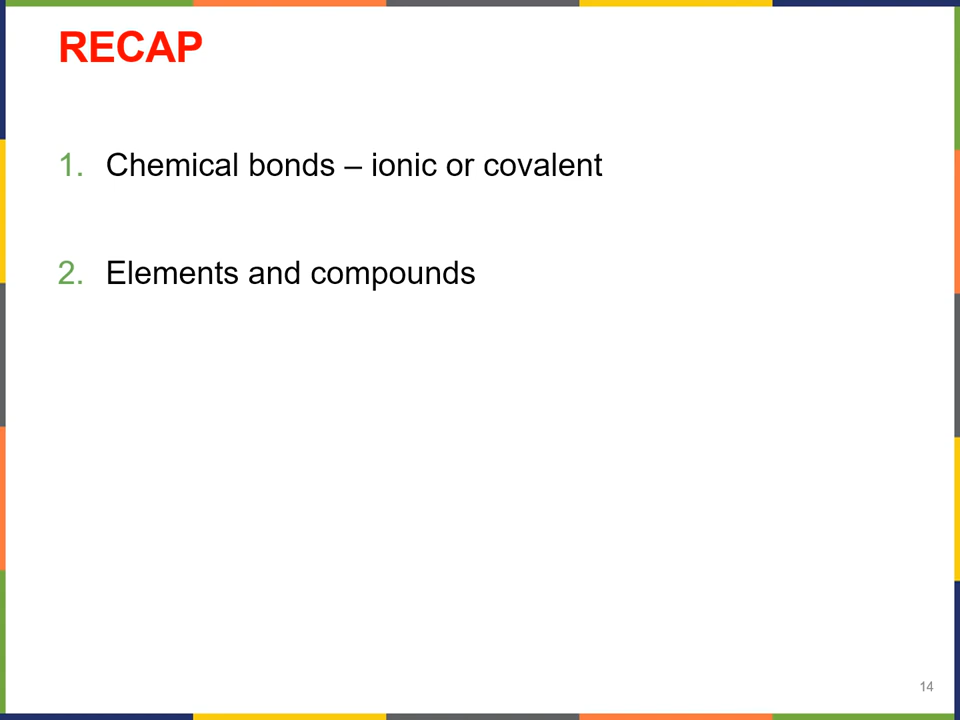 RECAP
1. Chemical bonds – ionic or covalent
2. Elements and compounds
14